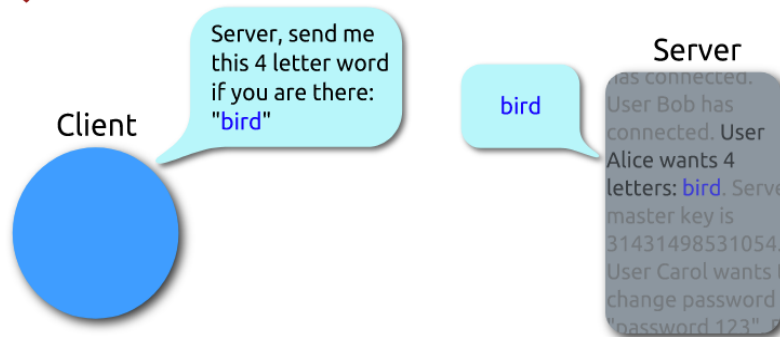 Server, send me
this 4 letter word
if you are there:
"bird"
Client
bird
Server
has connected.
User Bob has
connected. User
Alice wants 4
letters: bird. Serve
master key is
31431498531054.
User Carol wants t
change password
"password 123".